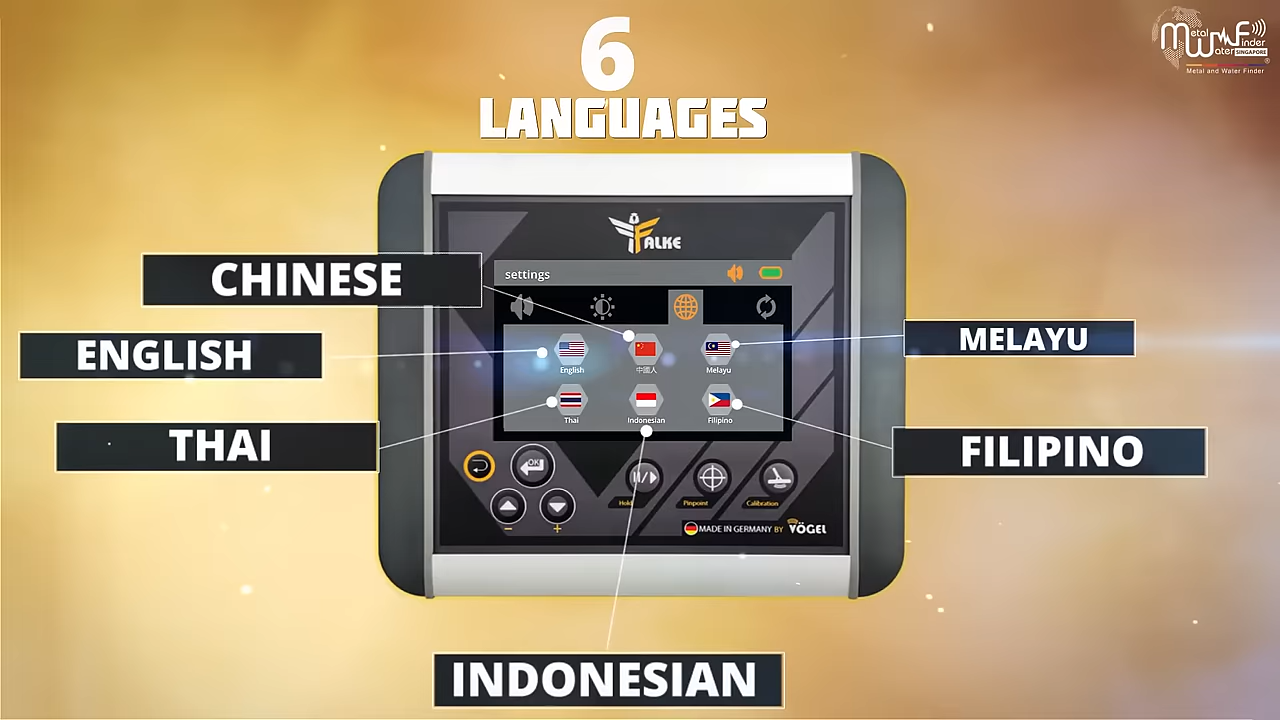 6
LANGUAGES
Metal
Water
Finder
SINGAPORE
Metal and Water Finder
FALKE
settings
CHINESE
ENGLISH
THAI
MELAYU
FILIPINO
INDONESIAN
English
中國人
Melayu
Thai
Indonesian
Filipino
OK
Hold
Pinpoint
Calibration
− +
MADE IN GERMANY BY VÖGEL